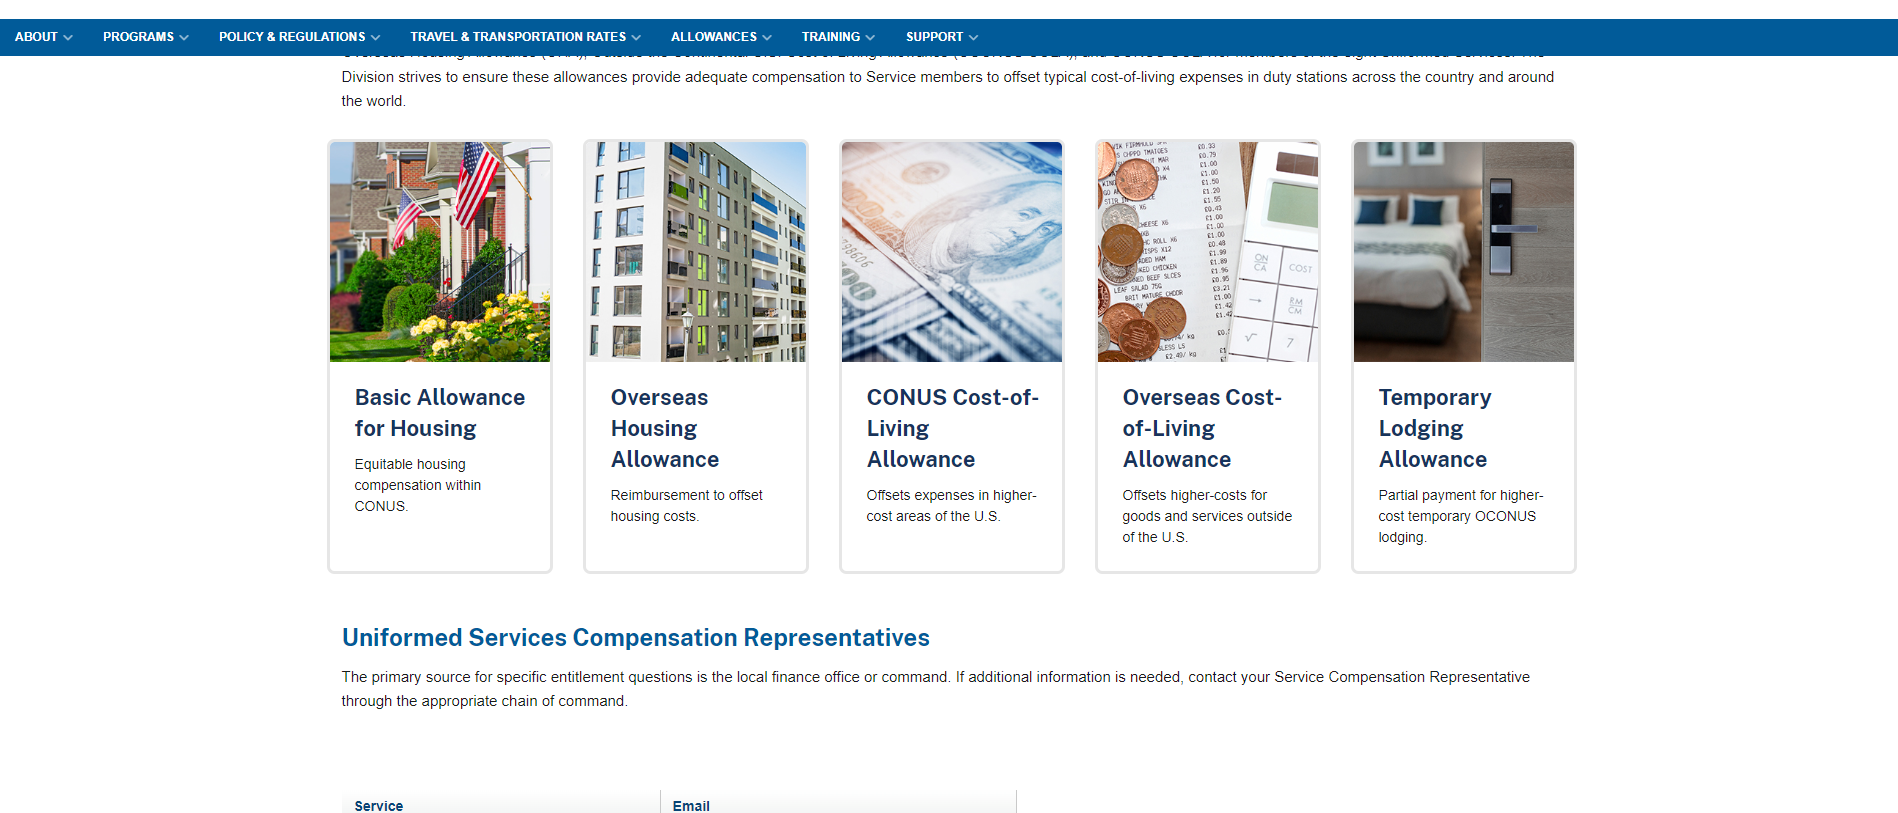 ABOUT
PROGRAMS
POLICY & REGULATIONS
TRAVEL & TRANSPORTATION RATES
ALLOWANCES
TRAINING
SUPPORT
Division strives to ensure these allowances provide adequate compensation to Service members to offset typical cost-of-living expenses in duty stations across the country and around
the world.
Basic Allowance
for Housing
Equitable housing
compensation within
CONUS.
Overseas
Housing
Allowance
Reimbursement to offset
housing costs.
CONUS Cost-of-
Living
Allowance
Offsets expenses in higher-
cost areas of the U.S.
Overseas Cost-
of-Living
Allowance
Offsets higher-costs for
goods and services outside
of the U.S.
Temporary
Lodging
Allowance
Partial payment for higher-
cost temporary OCONUS
lodging.
Uniformed Services Compensation Representatives
The primary source for specific entitlement questions is the local finance office or command. If additional information is needed, contact your Service Compensation Representative
through the appropriate chain of command.
Service
Email